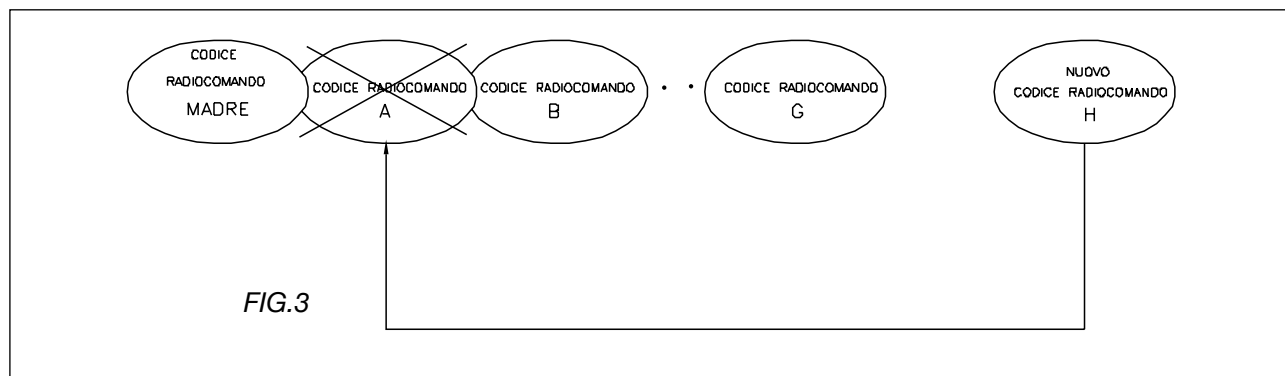 CODICE
RADIOCOMANDO
MADRE
CODICE RADIOCOMANDO
A
CODICE RADIOCOMANDO
B
. .
CODICE RADIOCOMANDO
G
NUOVO
CODICE RADIOCOMANDO
H
FIG.3